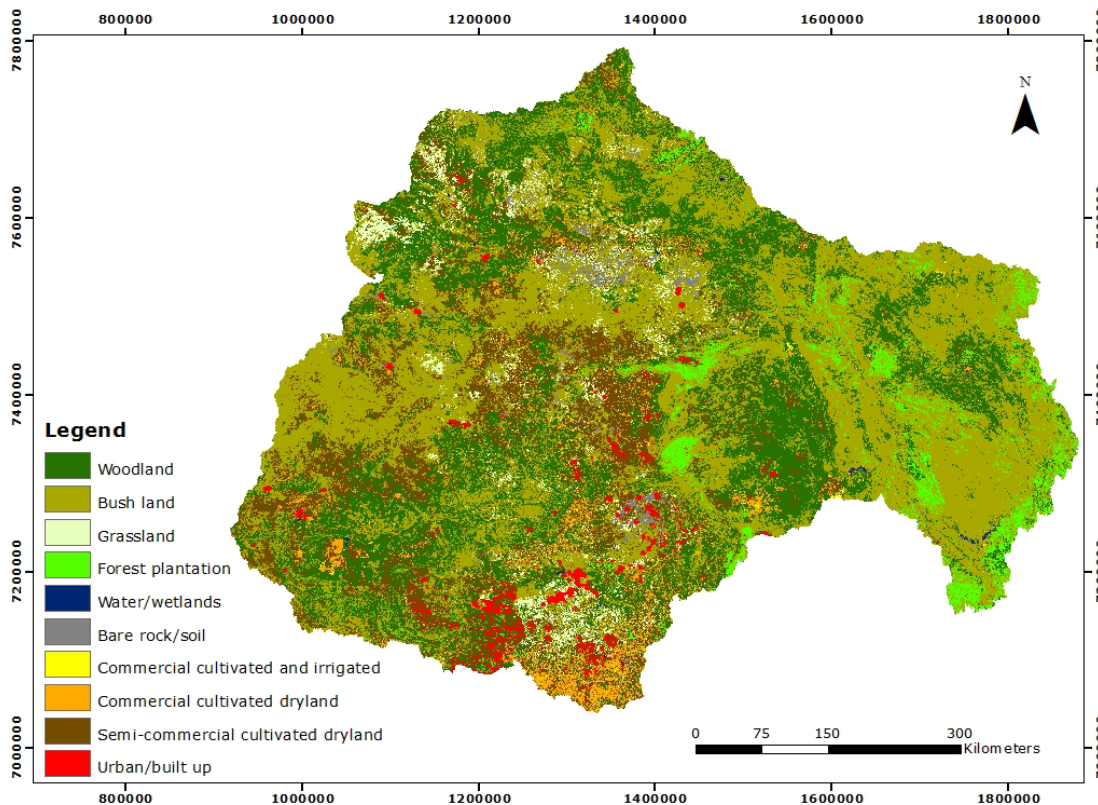 800000 1000000 1200000 1400000 1600000 1800000
7800000
N
7600000
7400000
7200000
7000000
Legend
Woodland
Bush land
Grassland
Forest plantation
Water/wetlands
Bare rock/soil
Commercial cultivated and irrigated
Commercial cultivated dryland
Semi-commercial cultivated dryland
Urban/built up
0 75 150 300
Kilometers
800000 1000000 1200000 1400000 1600000 1800000